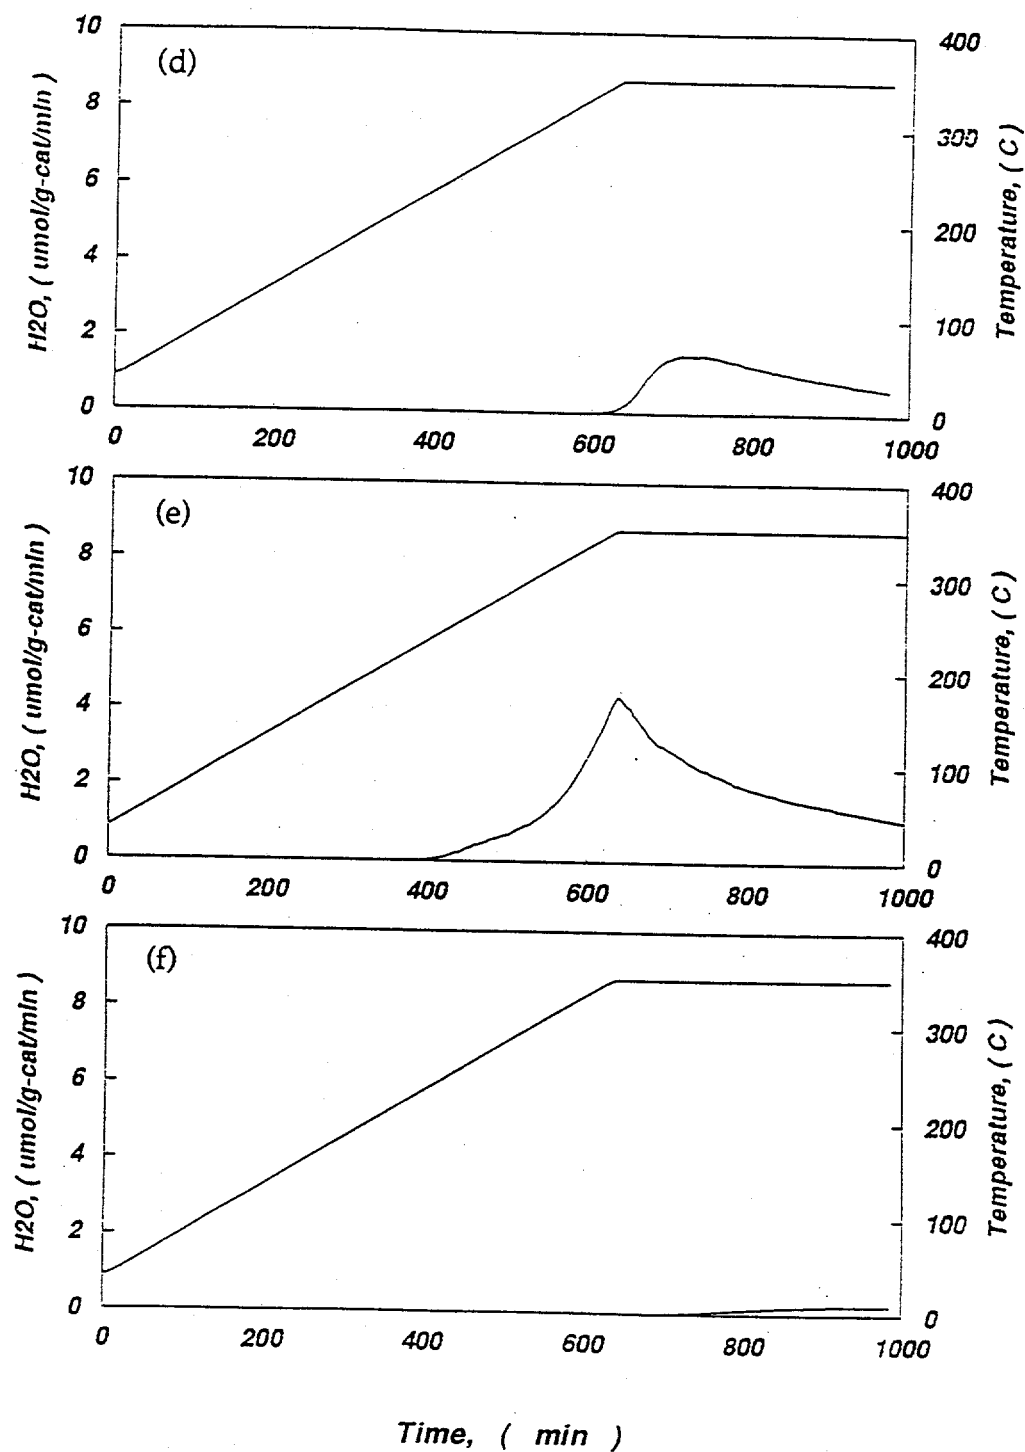 10
(d)
400
8
300
6
200
4
100
2
0
0
H2O, ( umol/g-cat/min)
Temperature, ( C)
0 200 400 600 800 1000
10
(e)
400
8
300
6
200
4
100
2
0
0
H2O, ( umol/g-cat/min )
Temperature, ( C)
0 200 400 600 800 1000
10
(f)
400
8
300
6
200
4
100
2
0
0
H2O, ( umol/g-cat/min)
Temperature, ( C)
0 200 400 600 800 1000
Time, ( min )